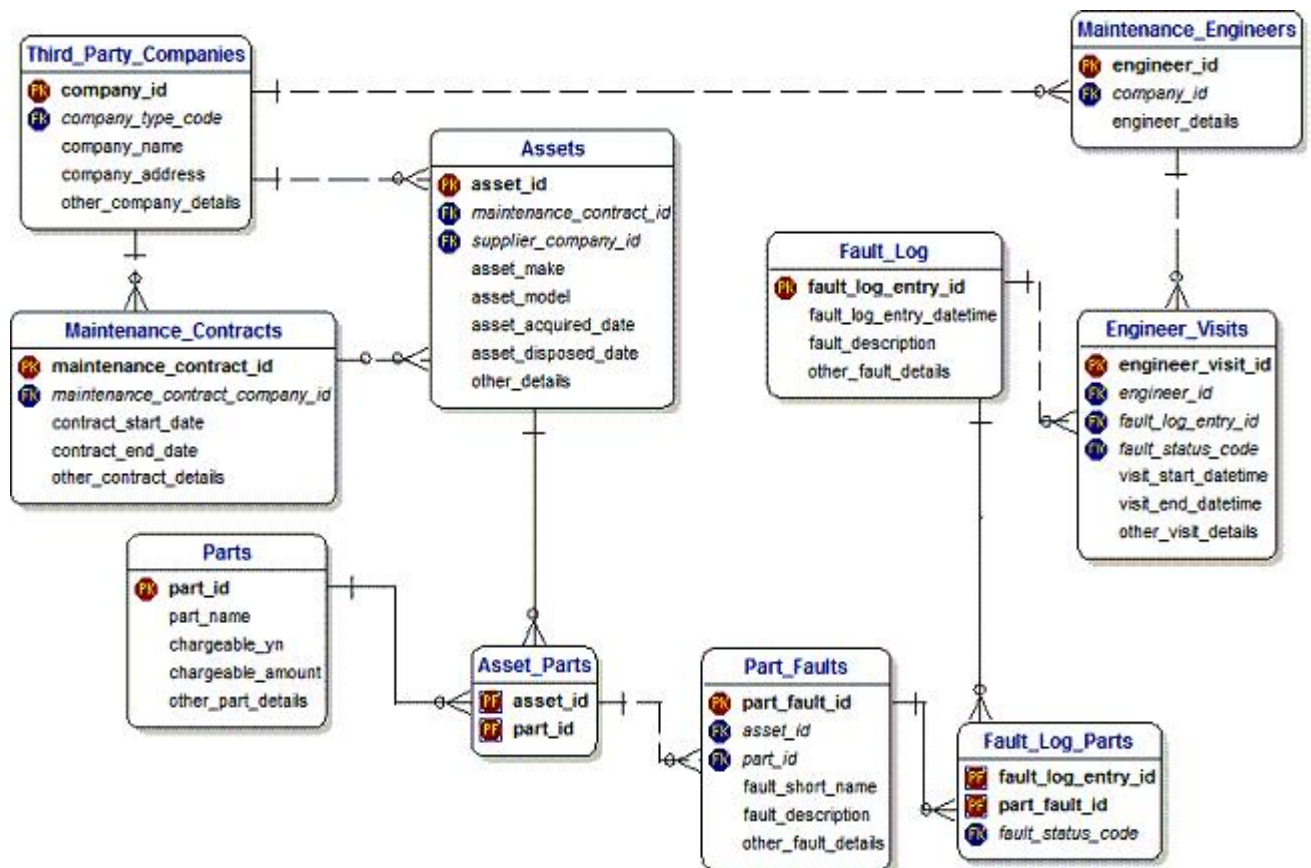 Third_Party_Companies
PK company_id
FK company_type_code
company_name
company_address
other_company_details
Maintenance_Engineers
PK engineer_id
FK company_id
engineer_details
Assets
PK asset_id
FK maintenance_contract_id
FK supplier_company_id
asset_make
asset_model
asset_acquired_date
asset_disposed_date
other_details
Fault_Log
PK fault_log_entry_id
fault_log_entry_datetime
fault_description
other_fault_details
Maintenance_Contracts
PK maintenance_contract_id
FK maintenance_contract_company_id
contract_start_date
contract_end_date
other_contract_details
Engineer_Visits
PK engineer_visit_id
FK engineer_id
FK fault_log_entry_id
FK fault_status_code
visit_start_datetime
visit_end_datetime
other_visit_details
Parts
PK part_id
part_name
chargeable_yn
chargeable_amount
other_part_details
Asset_Parts
PF asset_id
PF part_id
Part_Faults
PK part_fault_id
FK asset_id
FK part_id
fault_short_name
fault_description
other_fault_details
Fault_Log_Parts
PF fault_log_entry_id
PF part_fault_id
FK fault_status_code